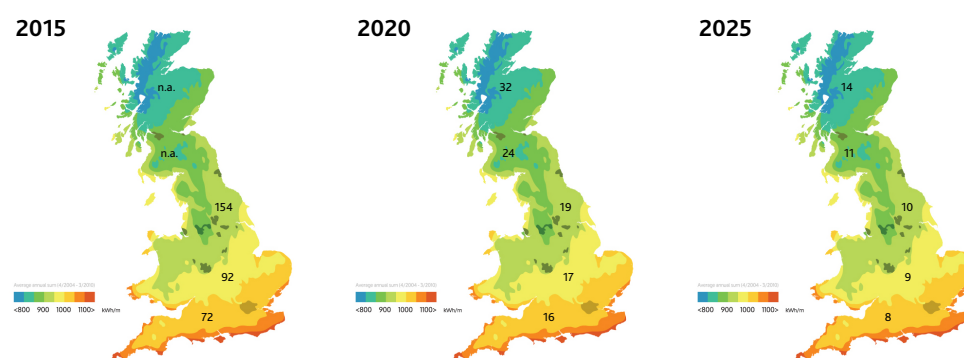 2015
n.a.
n.a.
154
92
72
Average annual sum (4/2004 - 3/2010)
<800 900 1000 1100> kWh/m
2020
32
24
19
17
16
Average annual sum (4/2004 - 3/2010)
<800 900 1000 1100> kWh/m
2025
14
11
10
9
8
Average annual sum (4/2004 - 3/2010)
<800 900 1000 1100> kWh/m